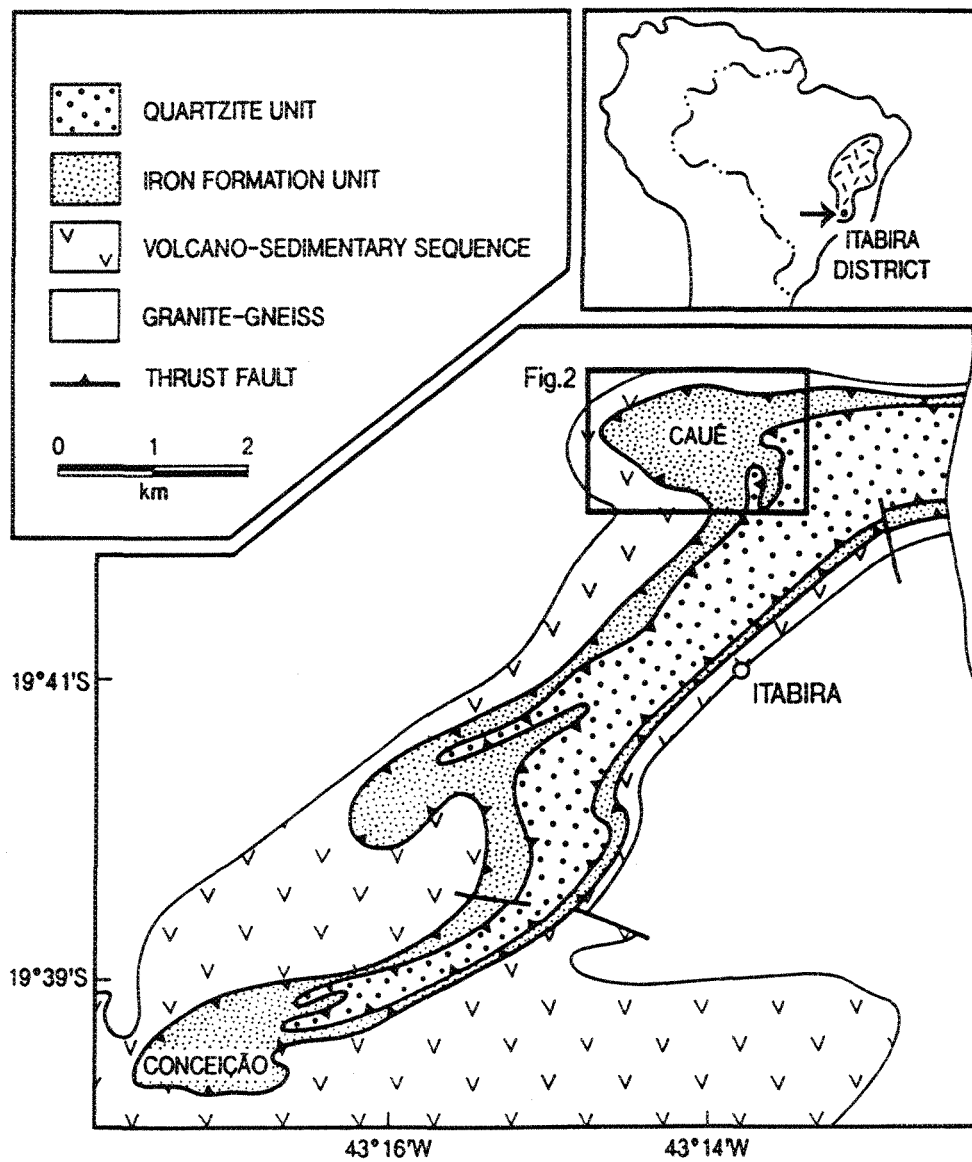 QUARTZITE UNIT
IRON FORMATION UNIT
VOLCANO-SEDIMENTARY SEQUENCE
GRANITE-GNEISS
THRUST FAULT
0 1 2
km
ITABIRA
DISTRICT
Fig.2
CAUÊ
19°41'S
ITABIRA
19°39'S
CONCEIÇÃO
43°16'W
43°14'W